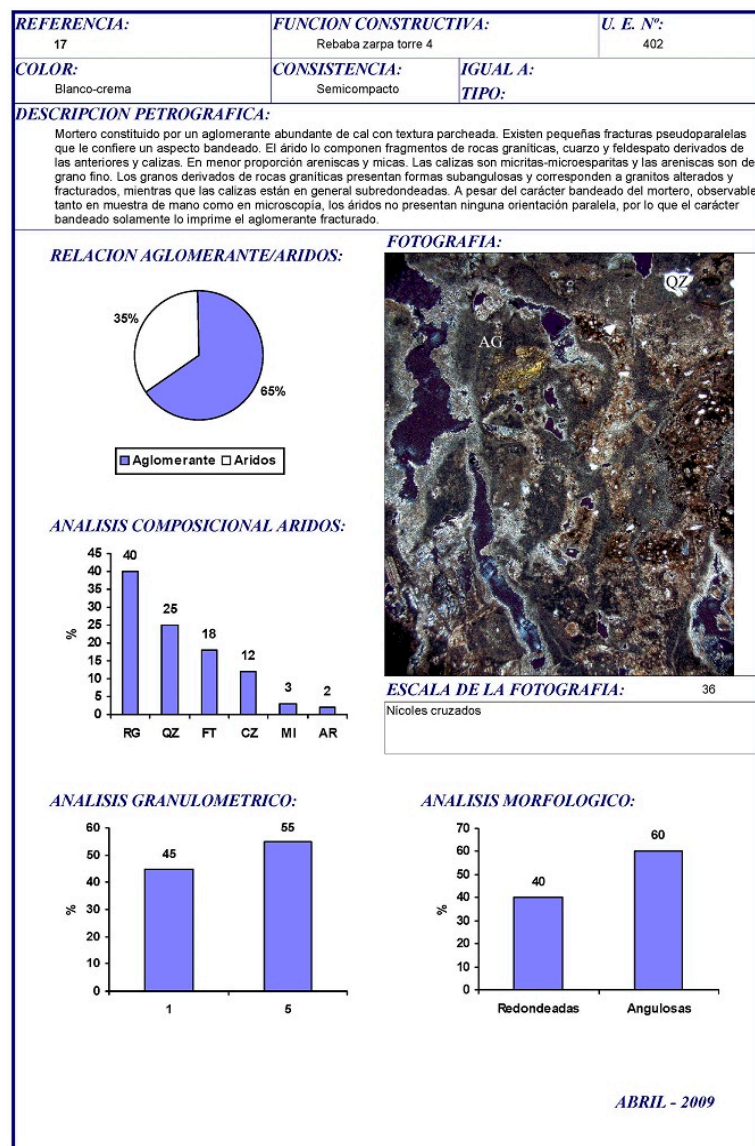 REFERENCIA: FUNCION CONSTRUCTIVA: U. E. Nº:
17 Rebaba zarpa torre 4 402
COLOR: CONSISTENCIA: IGUAL A:
Blanco-crema Semicompacto TIPO:
DESCRIPCION PETROGRAFICA:
Mortero constituido por un aglomerante abundante de cal con textura parcheada. Existen pequeñas fracturas pseudoparalelas
que le confiere un aspecto bandeado. El árido lo componen fragmentos de rocas graníticas, cuarzo y feldespato derivados de
las anteriores y calizas. En menor proporción areniscas y micas. Las calizas son micritas-microesparitas y las areniscas son de
grano fino. Los granos derivados de rocas graníticas presentan formas subangulosas y corresponden a granitos alterados y
fracturados, mientras que las calizas están en general subredondeadas. A pesar del carácter bandeado del mortero, observable
tanto en muestra de mano como en microscopía, los áridos no presentan ninguna orientación paralela, por lo que el carácter
bandeado solamente lo imprime el aglomerante fracturado.
RELACION AGLOMERANTE/ARIDOS:
35%
65%
Aglomerante Aridos
FOTOGRAFIA:
QZ
AG
ESCALA DE LA FOTOGRAFIA: 36
Nícoles cruzados
ANALISIS COMPOSICIONAL ARIDOS:
45
40
35
30
25
20
15
10
5
0
%
40 25 18 12 3 2
RG QZ FT CZ MI AR
ANALISIS GRANULOMETRICO:
60
50
40
30
20
10
0
%
45 55
1 5
ANALISIS MORFOLOGICO:
70
60
50
40
30
20
10
0
%
40 60
Redondeadas Angulosas
ABRIL - 2009